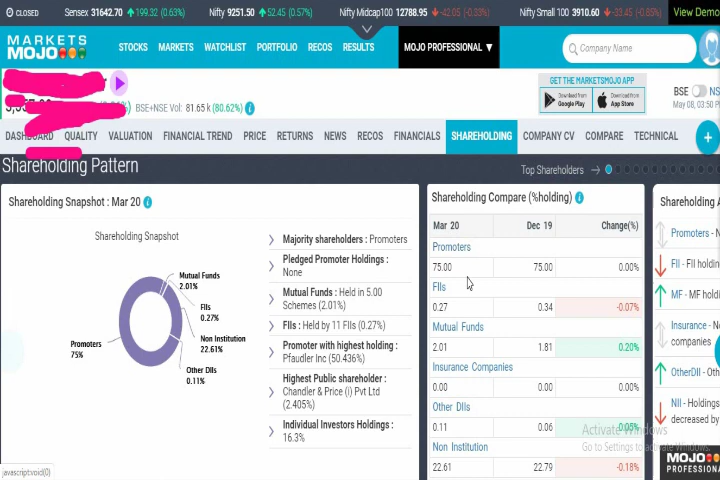 CLOSED Sensex 31642.70 199.32 (0.63%) Nifty 9251.50 52.45 (0.57%) Nifty Midcap100 12788.95 -42.05 (-0.33%) Nifty Small 100 3910.60 -33.45 (-0.85%) View Demo
MARKETS
MOJO
STOCKS MARKETS WATCHLIST PORTFOLIO RECOS RESULTS MOJO PROFESSIONAL ▼ Company Name
GET THE MARKETSMOJO APP
Download from Google Play
Download from App Store
BSE NS
BSE+NSE Vol: 81.65 k (80.62%)
May 08, 03:50 P
DASHBOARD QUALITY VALUATION FINANCIAL TREND PRICE RETURNS NEWS RECOS FINANCIALS SHAREHOLDING COMPANY CV COMPARE TECHNICAL +
Shareholding Pattern
Top Shareholders
Shareholding Snapshot : Mar 20
Shareholding Snapshot
Mutual Funds
2.01%
FIIs
0.27%
Non Institution
22.61%
Other DIIs
0.11%
Promoters
75%
Majority shareholders : Promoters
Pledged Promoter Holdings :
None
Mutual Funds : Held in 5.00
Schemes (2.01%)
FIIs : Held by 11 FIIs (0.27%)
Promoter with highest holding :
Pfaudler Inc (50.436%)
Highest Public shareholder :
Chandler & Price (i) Pvt Ltd
(2.405%)
Individual Investors Holdings :
16.3%
Shareholding Compare (%holding)
Mar 20 Dec 19 Change(%)
Promoters
75.00 75.00 0.00%
FIIs
0.27 0.34 -0.07%
Mutual Funds
2.01 1.81 0.20%
Insurance Companies
0.00 0.00 0.00%
Other DIIs
0.11 0.06 0.05%
Non Institution
22.61 22.79 -0.18%
Shareholding A
Promoters - N
FII - FII holdin
MF - MF holdi
Insurance - N
companies
OtherDII - Oth
NII - Holdings
decreased by
Activate Windows
Go to Settings to activate Windows.
MOJO
PROFESSION
javascript:void(0)